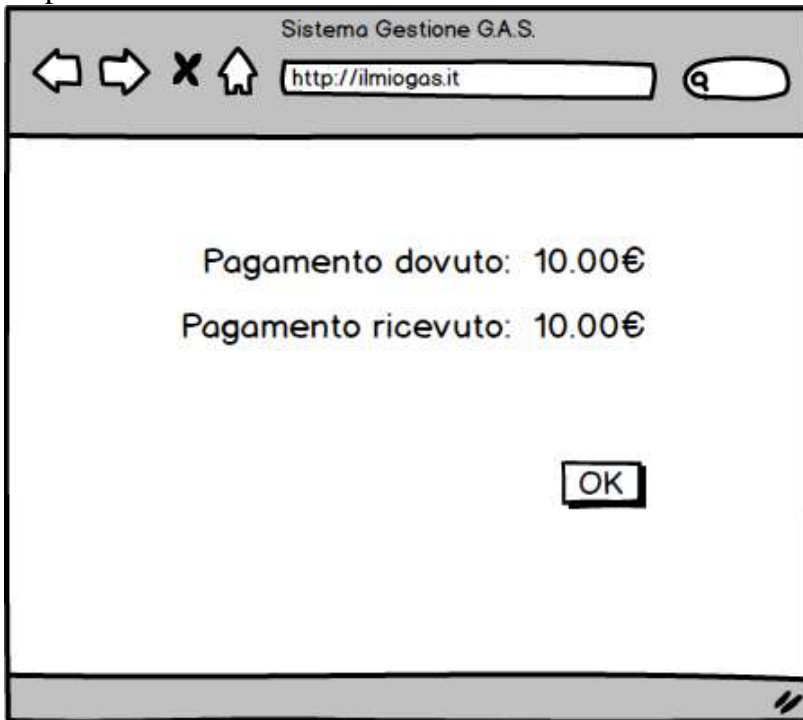 Sistema Gestione G.A.S.
http://ilmiogas.it
Pagamento dovuto: 10.00€
Pagamento ricevuto: 10.00€
OK